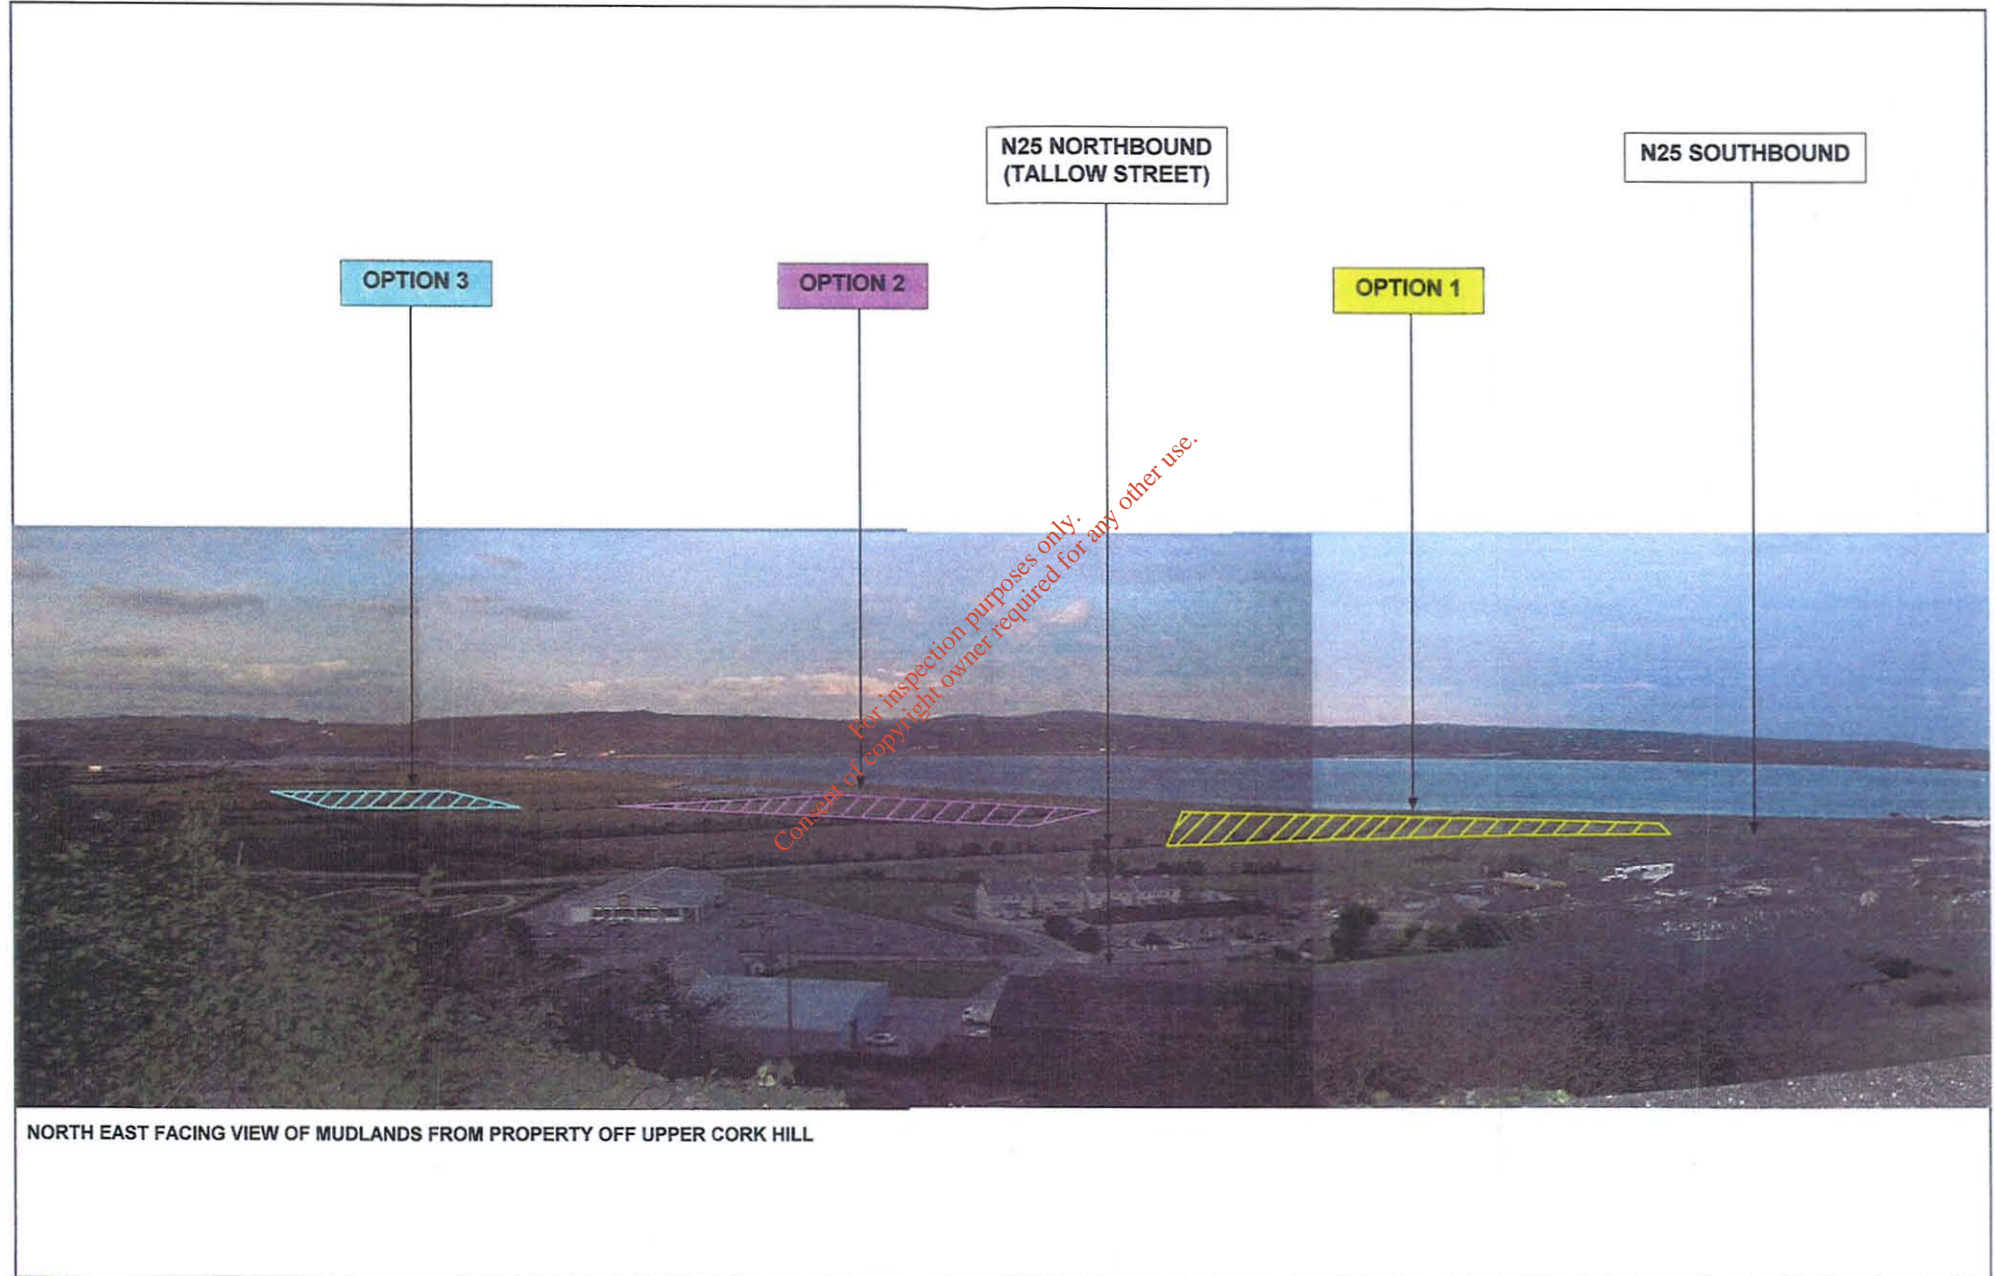 N25 NORTHBOUND
(TALLOW STREET)
N25 SOUTHBOUND
OPTION 3
OPTION 2
OPTION 1
For inspection purposes only.
Consent of copyright owner required for any other use.
NORTH EAST FACING VIEW OF MUDLANDS FROM PROPERTY OFF UPPER CORK HILL